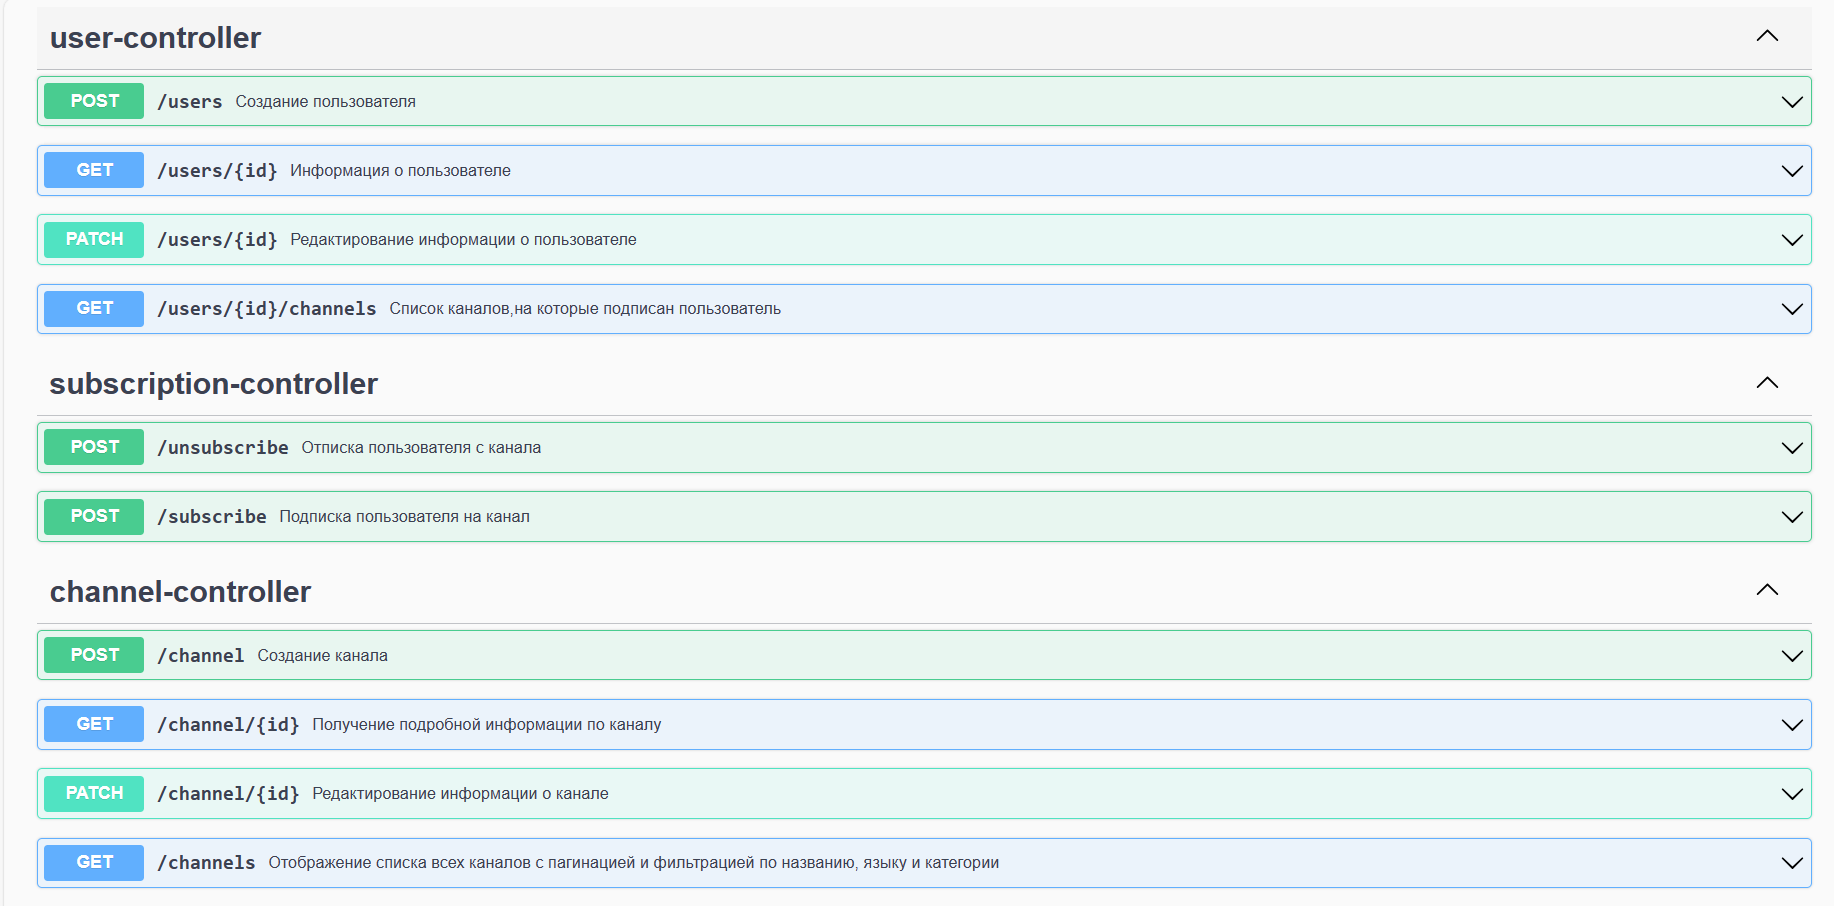 user-controller
POST /users Создание пользователя
GET /users/{id} Информация о пользователе
PATCH /users/{id} Редактирование информации о пользователе
GET /users/{id}/channels Список каналов,на которые подписан пользователь
subscription-controller
POST /unsubscribe Отписка пользователя с канала
POST /subscribe Подписка пользователя на канал
channel-controller
POST /channel Создание канала
GET /channel/{id} Получение подробной информации по каналу
PATCH /channel/{id} Редактирование информации о канале
GET /channels Отображение списка всех каналов с пагинацией и фильтрацией по названию, языку и категории